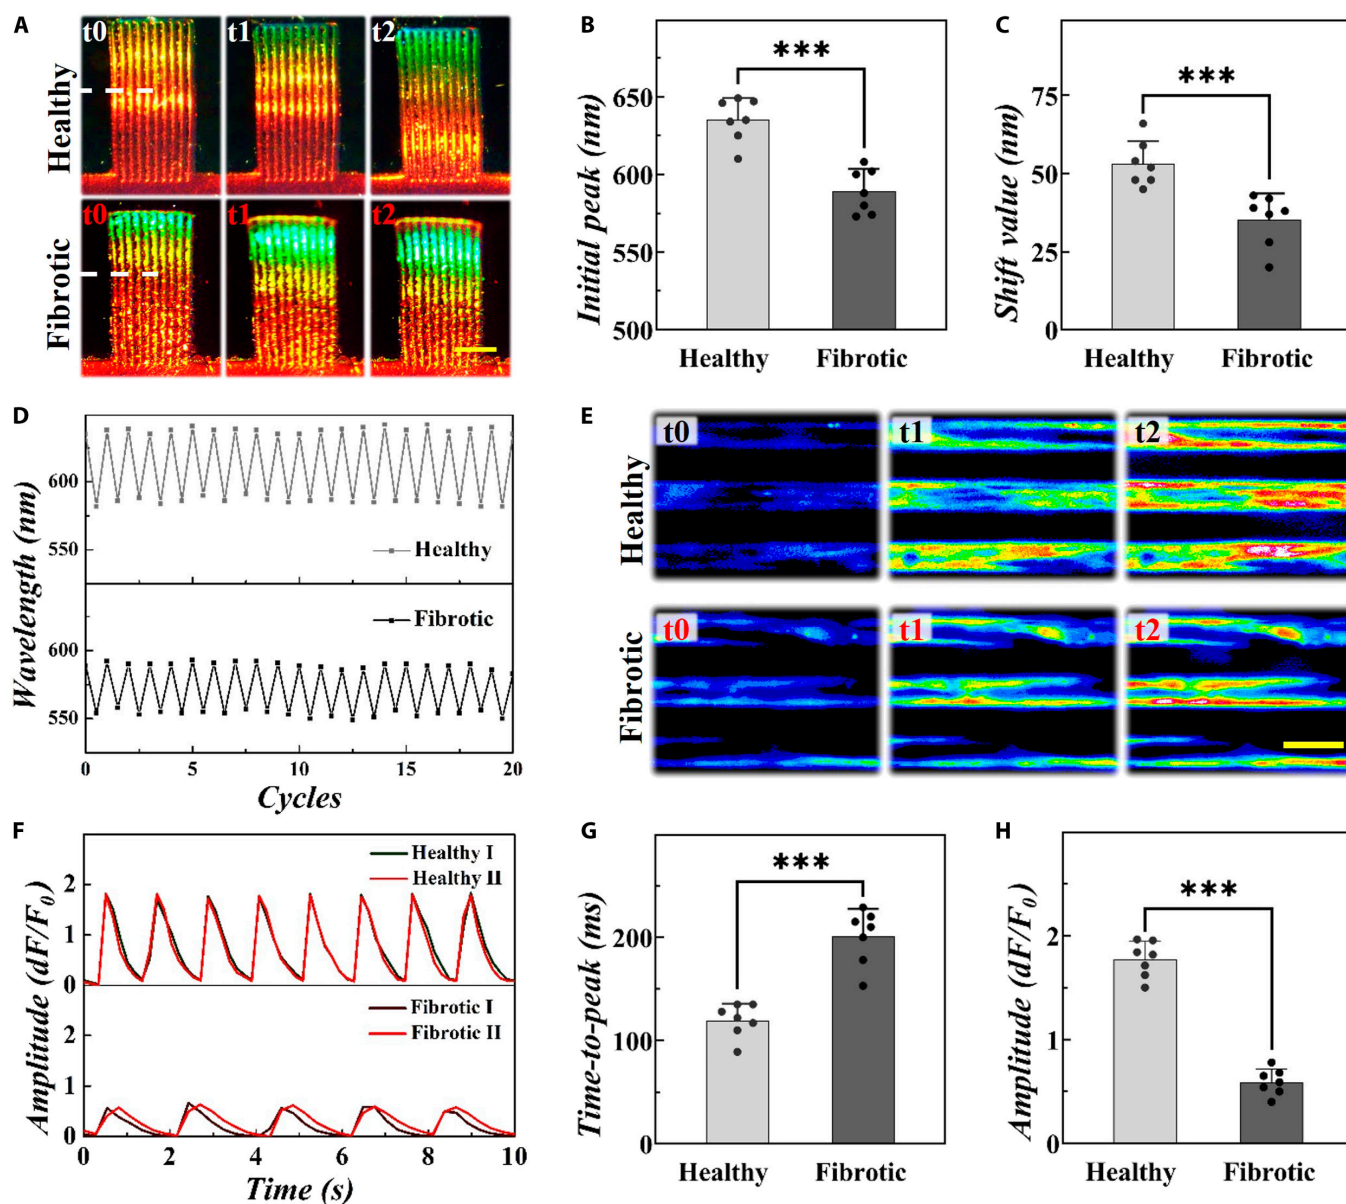 A
t0
t1
t2
Healthy
t0
t1
t2
Fibrotic
B
***
650
600
550
500
Initial peak (nm)
Healthy
Fibrotic
C
***
75
50
25
0
Shift value (nm)
Healthy
Fibrotic
D
600
550
Healthy
600
550
Fibrotic
Wavelength (nm)
0
5
10
15
20
Cycles
E
t0
t1
t2
Healthy
t0
t1
t2
Fibrotic
F
2
1
0
Healthy I
Healthy II
2
1
0
Fibrotic I
Fibrotic II
Amplitude (dF/F0)
0
2
4
6
8
10
Time (s)
G
***
200
100
0
Time-to-peak (ms)
Healthy
Fibrotic
H
***
2
1
0
Amplitude (dF/F0)
Healthy
Fibrotic